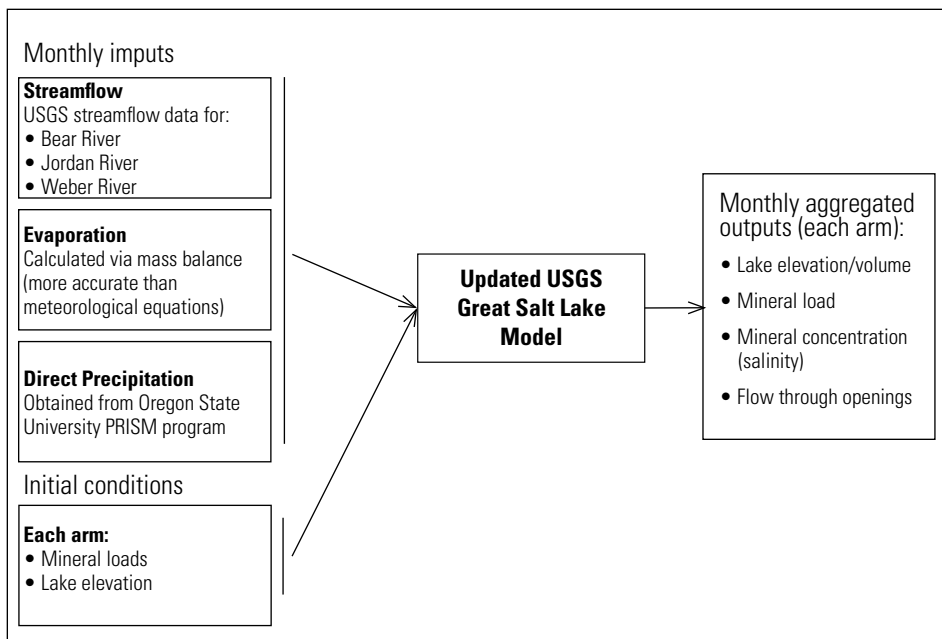 Monthly imputs
Streamflow
USGS streamflow data for:
• Bear River
• Jordan River
• Weber River
Evaporation
Calculated via mass balance
(more accurate than
meteorological equations)
Direct Precipitation
Obtained from Oregon State
University PRISM program
Initial conditions
Each arm:
• Mineral loads
• Lake elevation
Updated USGS
Great Salt Lake
Model
Monthly aggregated
outputs (each arm):
• Lake elevation/volume
• Mineral load
• Mineral concentration
(salinity)
• Flow through openings